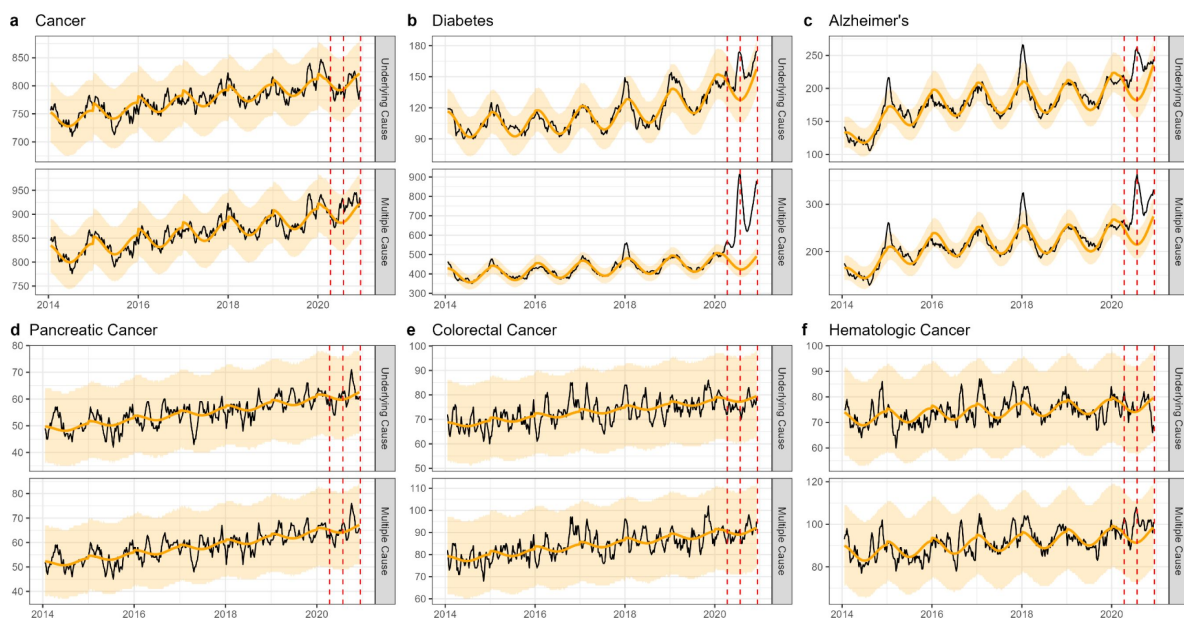 a Cancer
850
800
750
700
Underlying Cause
950
900
850
800
750
Multiple Cause
2014 2016 2018 2020
b Diabetes
180
150
120
90
Underlying Cause
900
800
700
600
500
400
300
Multiple Cause
2014 2016 2018 2020
c Alzheimer's
250
200
150
100
Underlying Cause
300
200
Multiple Cause
2014 2016 2018 2020
d Pancreatic Cancer
80
70
60
50
40
Underlying Cause
80
70
60
50
40
Multiple Cause
2014 2016 2018 2020
e Colorectal Cancer
100
90
80
70
60
50
Underlying Cause
110
100
90
80
70
60
Multiple Cause
2014 2016 2018 2020
f Hematologic Cancer
100
90
80
70
60
Underlying Cause
120
100
80
Multiple Cause
2014 2016 2018 2020